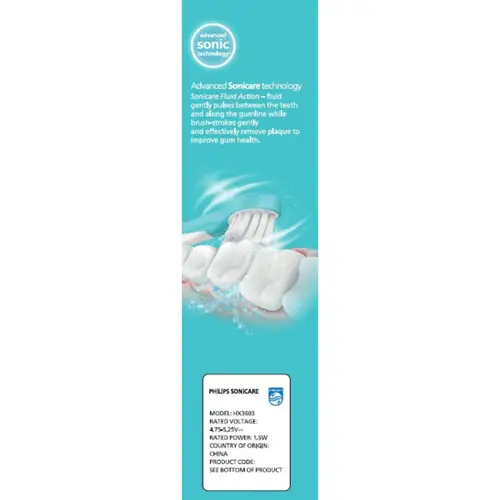 Advanced
sonic
technology*
Advanced Sonicare technology
Sonicare Fluid Action – fluid
gently pulses between the teeth
and along the gumline while
brush-strokes gently
and effectively remove plaque to
improve gum health.
PHILIPS SONICARE
MODEL: HX3603
RATED VOLTAGE:
4,75-5,25V⎓
RATED POWER: 1,5W
COUNTRY OF ORIGIN:
CHINA
PRODUCT CODE:
SEE BOTTOM OF PRODUCT